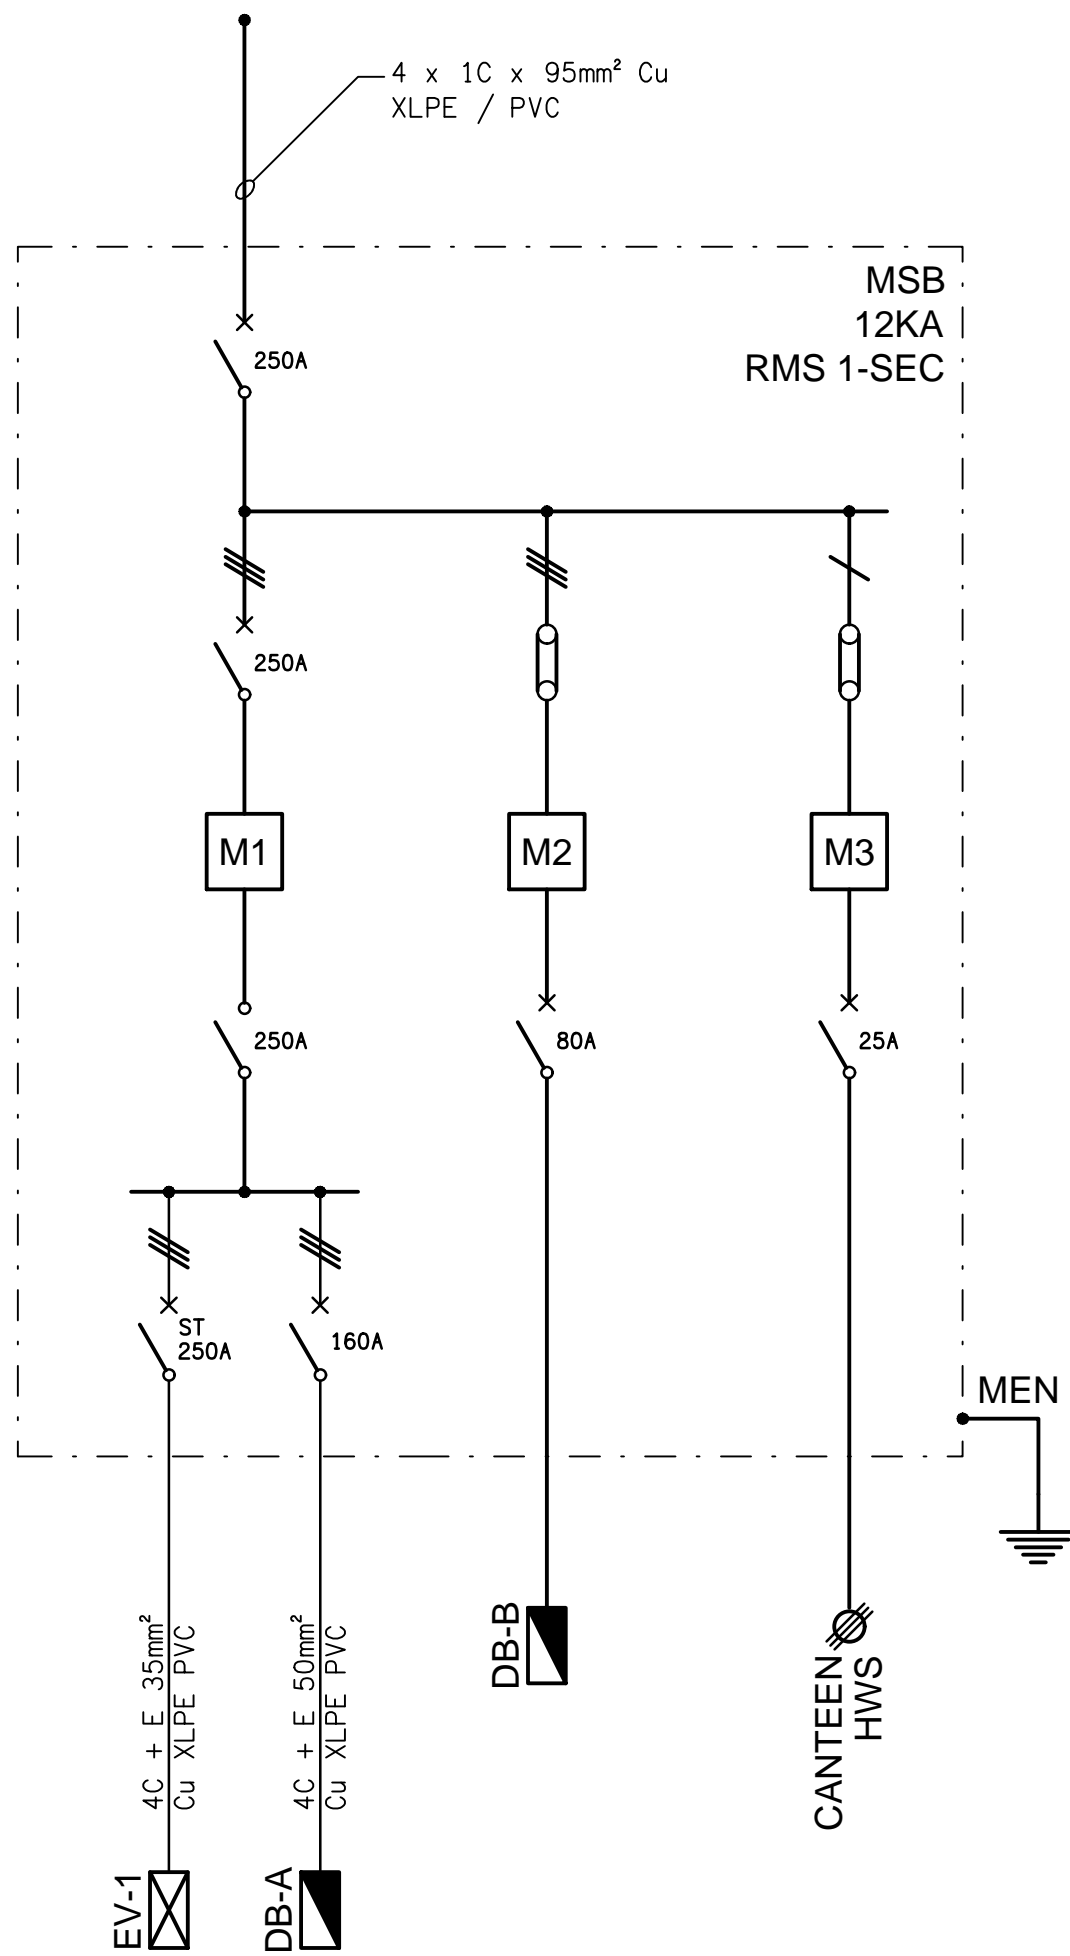 4 x 1C x 95mm² Cu
XLPE / PVC
MSB
12KA
RMS 1-SEC
250A
250A
M1
M2
M3
250A
80A
25A
ST
250A
160A
MEN
4C + E 35mm²
Cu XLPE PVC
4C + E 50mm²
Cu XLPE PVC
DB-B
CANTEEN
HWS
EV-1
DB-A